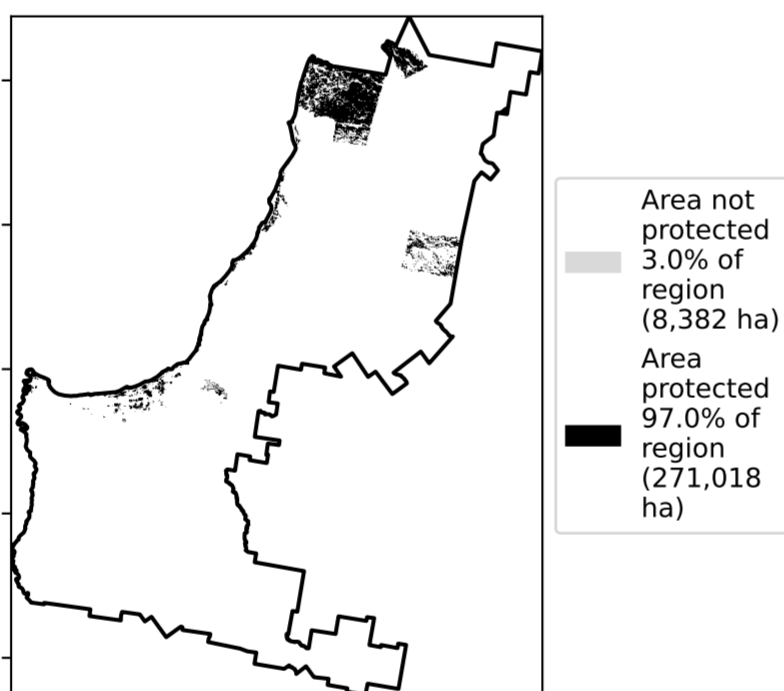 Area not
protected
3.0% of
region
(8,382 ha)
Area
protected
97.0% of
region
(271,018
ha)